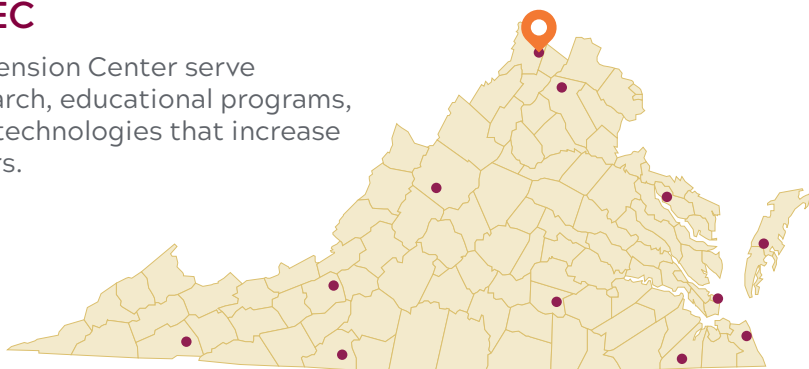 EC
ension Center serve
arch, educational programs,
technologies that increase
rs.